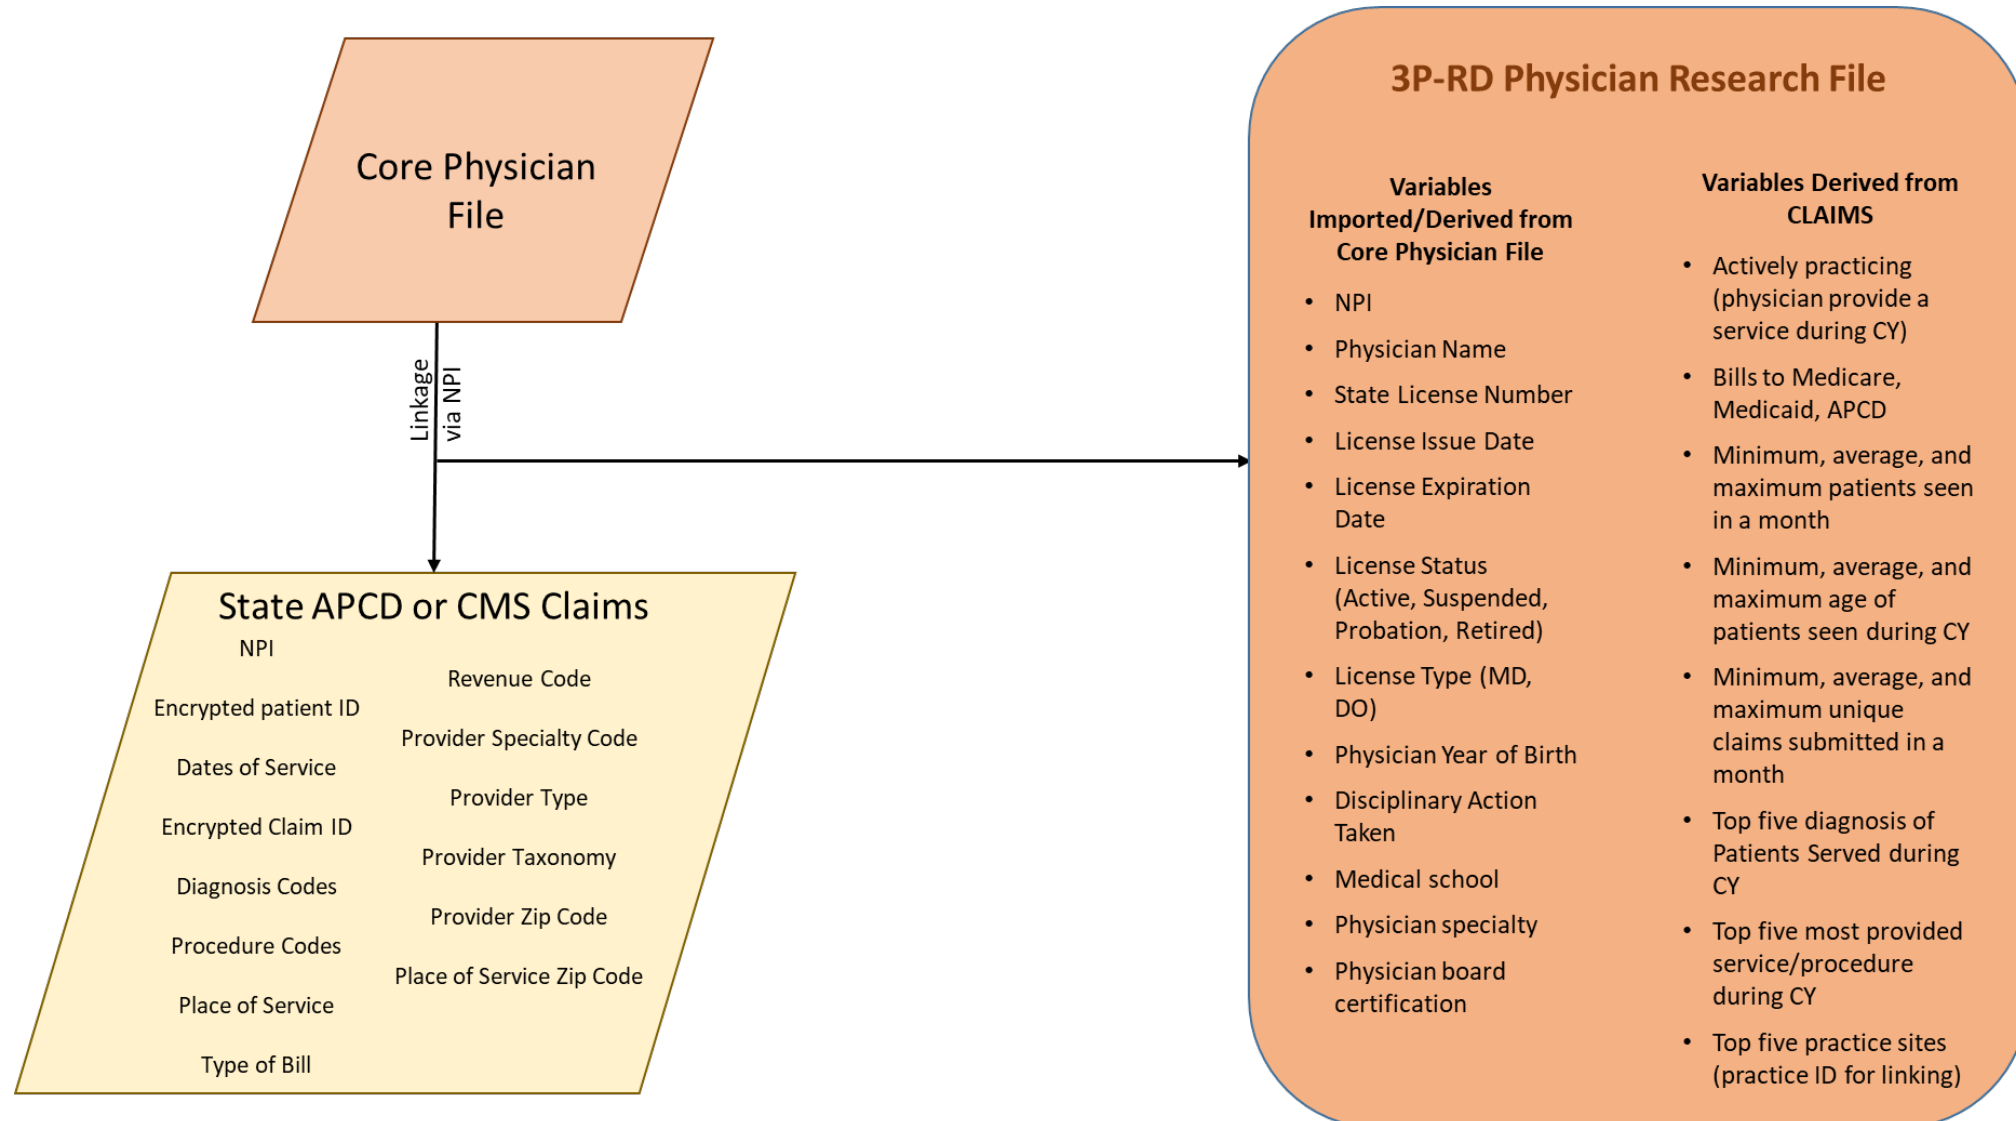 Core Physician
File
Linkage
via NPI
State APCD or CMS Claims
NPI
Encrypted patient ID
Dates of Service
Encrypted Claim ID
Diagnosis Codes
Procedure Codes
Place of Service
Type of Bill
Revenue Code
Provider Specialty Code
Provider Type
Provider Taxonomy
Provider Zip Code
Place of Service Zip Code
3P-RD Physician Research File
Variables
Imported/Derived from
Core Physician File
• NPI
• Physician Name
• State License Number
• License Issue Date
• License Expiration
Date
• License Status
(Active, Suspended,
Probation, Retired)
• License Type (MD,
DO)
• Physician Year of Birth
• Disciplinary Action
Taken
• Medical school
• Physician specialty
• Physician board
certification
Variables Derived from
CLAIMS
• Actively practicing
(physician provide a
service during CY)
• Bills to Medicare,
Medicaid, APCD
• Minimum, average, and
maximum patients seen
in a month
• Minimum, average, and
maximum age of
patients seen during CY
• Minimum, average, and
maximum unique
claims submitted in a
month
• Top five diagnosis of
Patients Served during
CY
• Top five most provided
service/procedure
during CY
• Top five practice sites
(practice ID for linking)